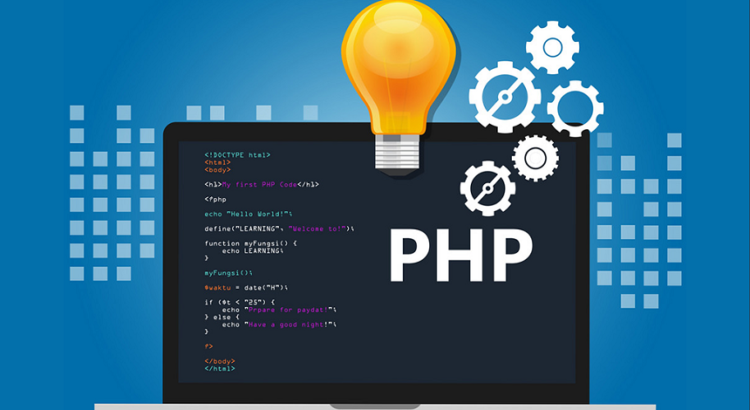 <!DOCTYPE html>
<html>
<body>
<h1>My first PHP Code</h1>
<?php
echo "Hello World!";
define("LEARNING", "Welcome to!");
function myFungsi() {
echo LEARNING;
}
myFungsi();
$waktu = date("H");
if ($t < "25") {
echo "Prpare for payday!";
} else {
echo "Have a good night!";
}
?>
</body>
</html>
PHP